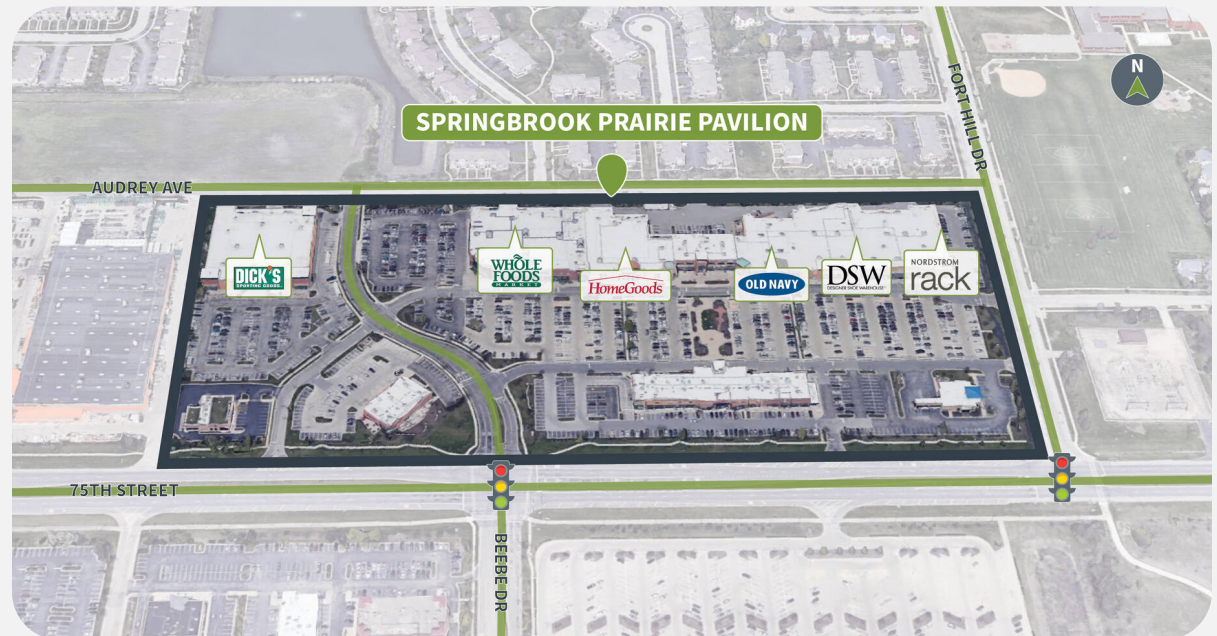 N
FORT HILL DR
SPRINGBROOK PRAIRIE PAVILION
AUDREY AVE
DICK'S
SPORTING GOODS
WHOLE
FOODS
MARKET
HomeGoods
OLD NAVY
DSW
DESIGNER SHOE WAREHOUSE
NORDSTROM
rack
75TH STREET
BEEBE DR